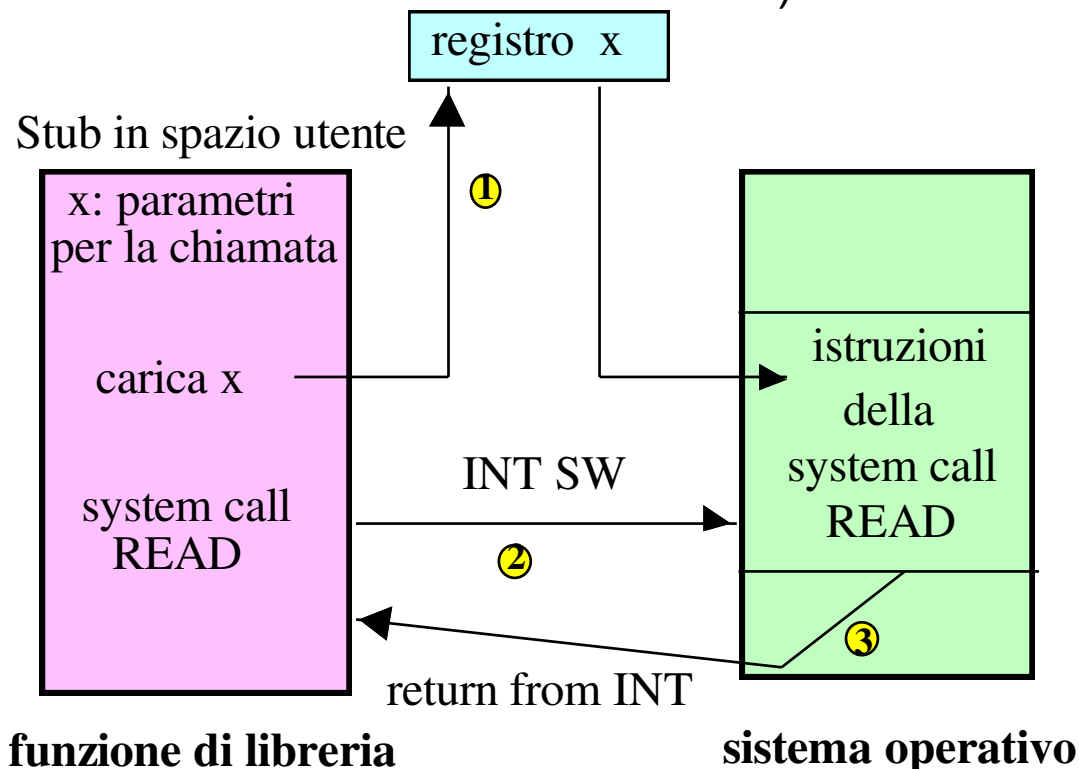 )
registro x
Stub in spazio utente
x: parametri
per la chiamata
1
carica x
istruzioni
della
system call
READ
INT SW
system call
READ
2
3
return from INT
funzione di libreria
sistema operativo